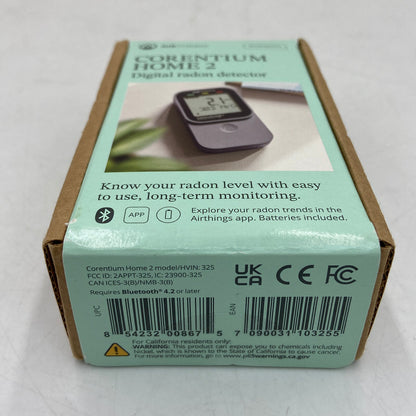 airthings
CORENTIUM
HOME 2
Digital radon detector
Know your radon level with easy
to use, long-term monitoring.
APP
Explore your radon trends in the
Airthings app. Batteries included.
Corentium Home 2 model/HVIN: 325
FCC ID: 2APPT-325, IC: 23900-325
CAN ICES-3(B)/NMB-3(B)
Requires Bluetooth® 4.2 or later
UK
CA CE FC
UPC
8 54232 00867 5
EAN
7 090031 103255
For California residents only:
WARNING: This product can expose you to chemicals including
Nickel, which is known to the State of California to cause cancer.
For more information, go to www.p65warnings.ca.gov